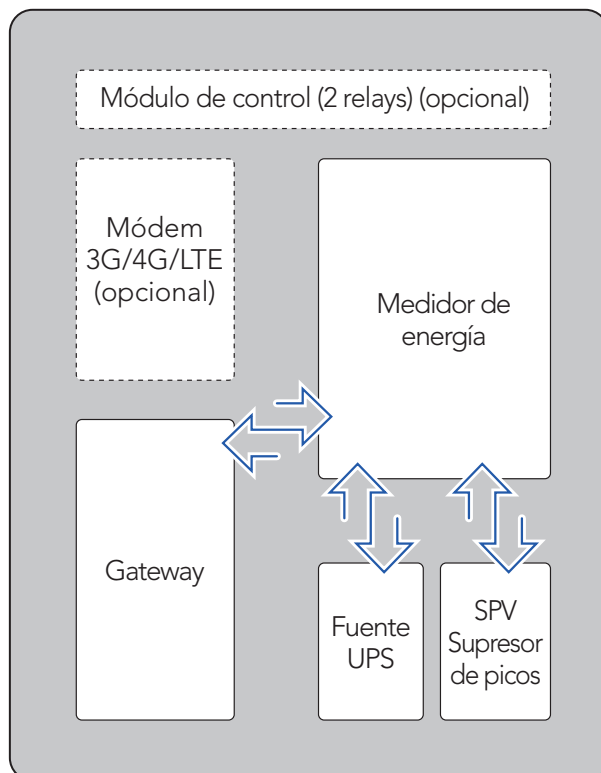 Módulo de control (2 relays) (opcional)
Módem
3G/4G/LTE
(opcional)
Medidor de
energía
Gateway
Fuente
UPS
SPV
Supresor
de picos